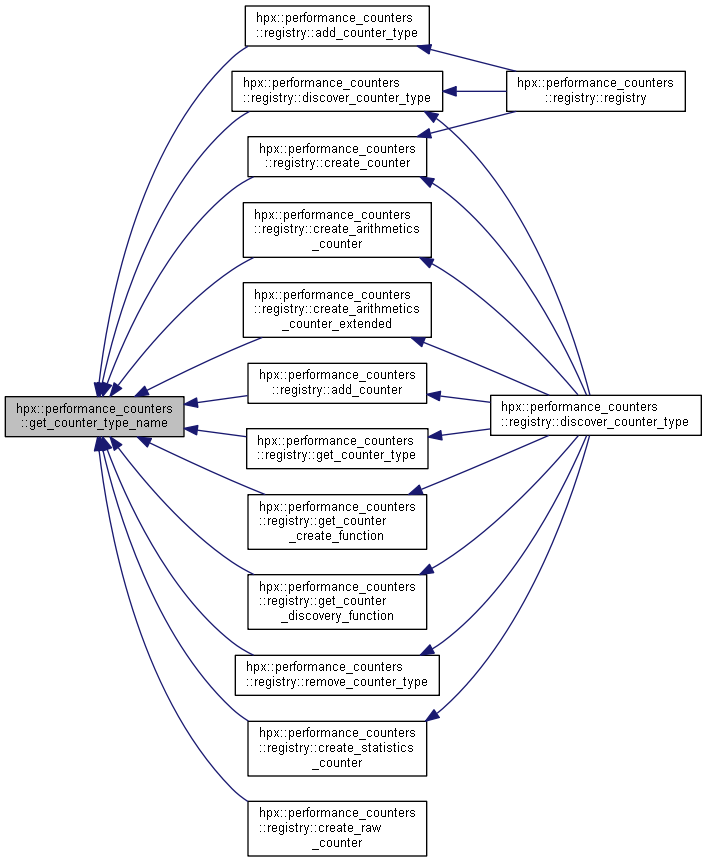 hpx::performance_counters
::registry::add_counter_type
hpx::performance_counters
::registry::discover_counter_type
hpx::performance_counters
::registry::registry
hpx::performance_counters
::registry::create_counter
hpx::performance_counters
::registry::create_arithmetics
_counter
hpx::performance_counters
::registry::create_arithmetics
_counter_extended
hpx::performance_counters
::registry::add_counter
hpx::performance_counters
::get_counter_type_name
hpx::performance_counters
::registry::discover_counter_type
hpx::performance_counters
::registry::get_counter_type
hpx::performance_counters
::registry::get_counter
_create_function
hpx::performance_counters
::registry::get_counter
_discovery_function
hpx::performance_counters
::registry::remove_counter_type
hpx::performance_counters
::registry::create_statistics
_counter
hpx::performance_counters
::registry::create_raw
_counter